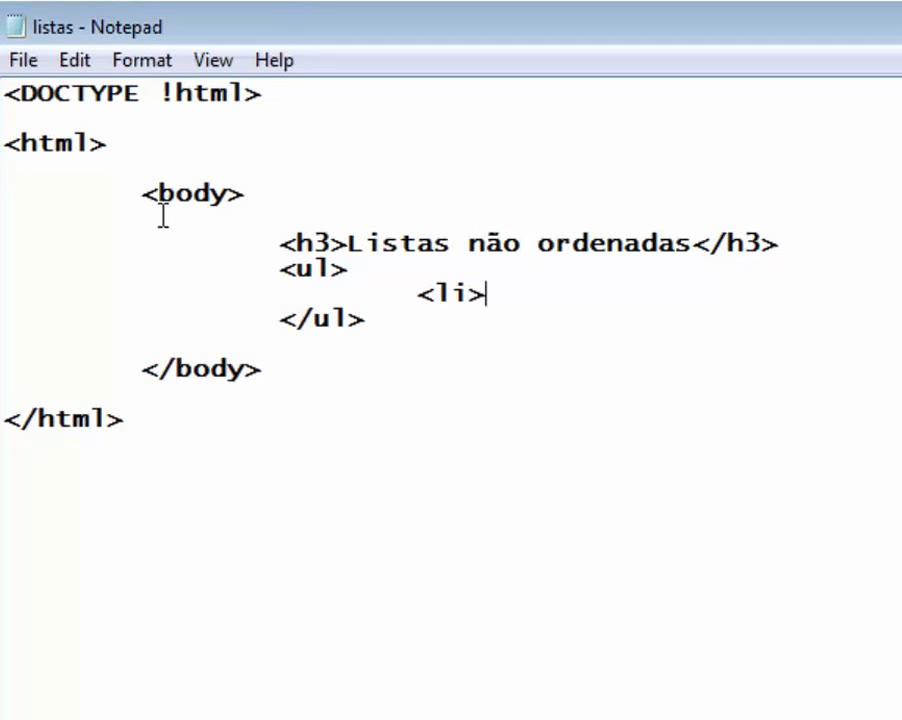 listas - Notepad
File Edit Format View Help
<DOCTYPE !html>
<html>
<body>
<h3>Listas não ordenadas</h3>
<ul>
<li>
</ul>
</body>
</html>